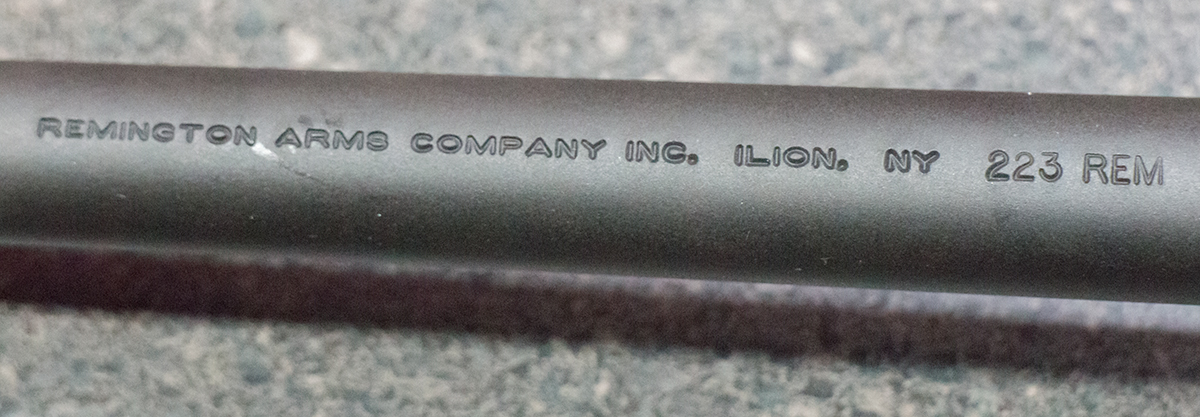 REMINGTON ARMS COMPANY INC. ILION. NY 223 REM